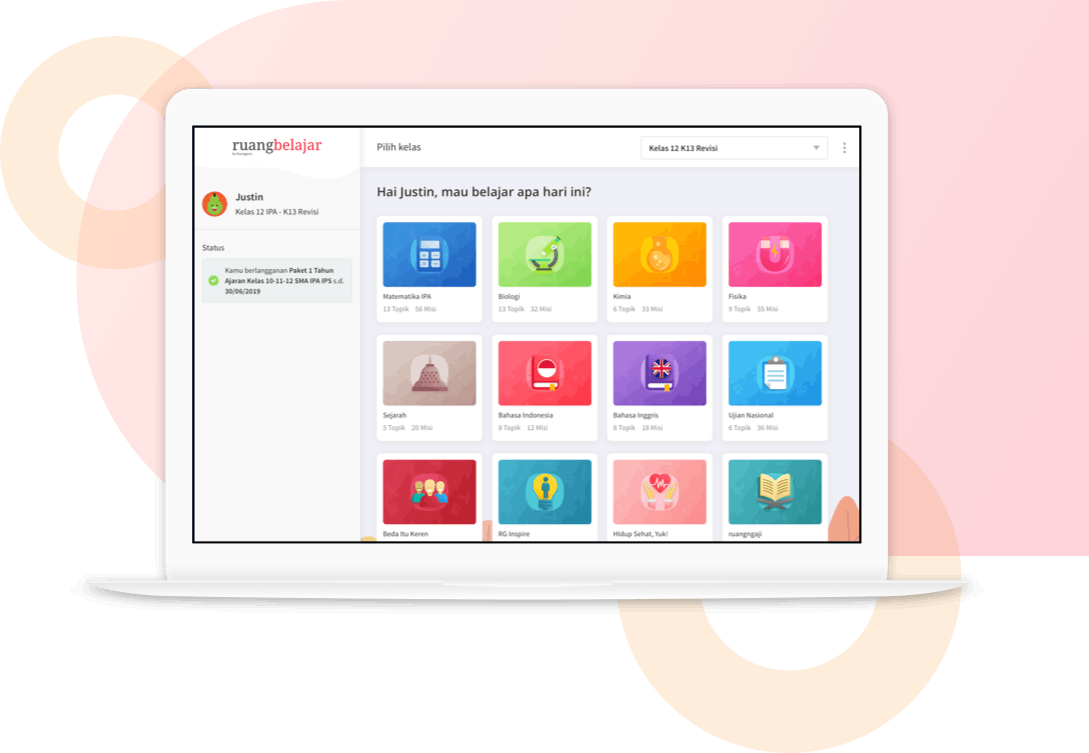 ruangbelajar
Pilih kelas
Kelas 12 K13 Revisi
Justin
Kelas 12 IPA - K13 Revisi
Status
Kamu berlangganan Paket 1 Tahun
Ajaran Kelas 10-11-12 SMA IPA IPS s.d.
30/06/2019
Hai Justin, mau belajar apa hari ini?
Matematika IPA
13 Topik 56 Misi
Biologi
13 Topik 32 Misi
Kimia
6 Topik 33 Misi
Fisika
9 Topik 55 Misi
Sejarah
5 Topik 20 Misi
Bahasa Indonesia
8 Topik 12 Misi
Bahasa Inggris
8 Topik 18 Misi
Ujian Nasional
6 Topik 36 Misi
Beda Itu Keren
RG Inspire
Hidup Sehat, Yuk!
ruangngaji